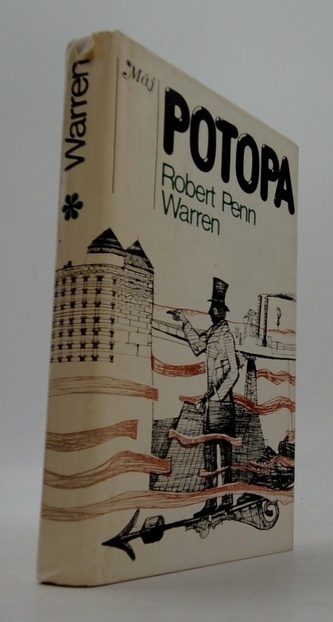 Warren
Máj
POTOPA
Robert Penn
Warren